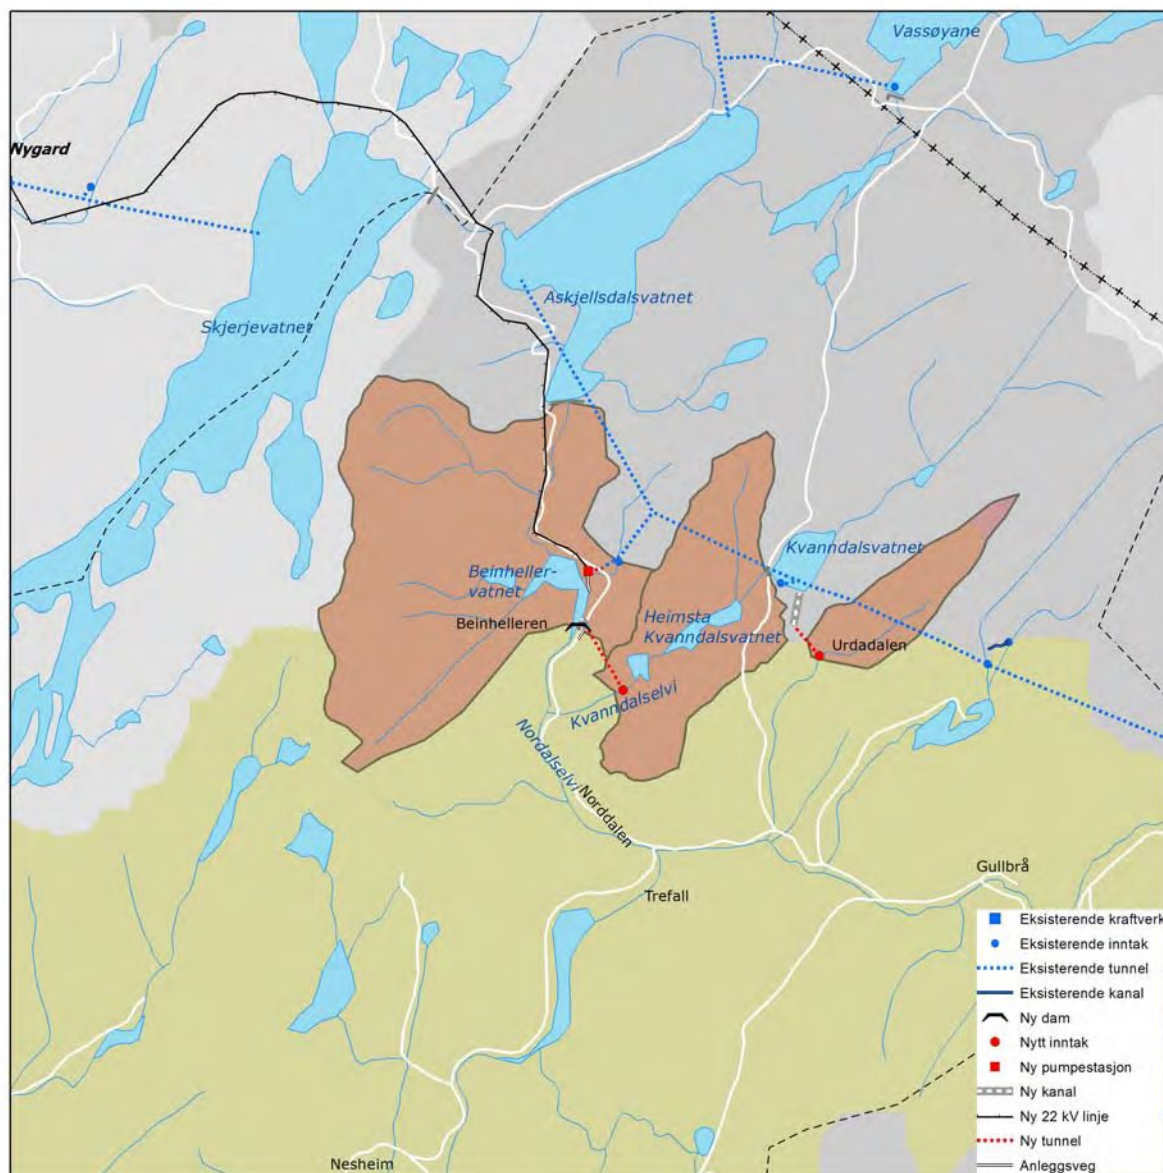 Vassøyane
Nygard
Askjellsdalsvatnet
Skjerjevatnet
Kvanndalsvatnet
Beinheller-
vatnet
Beinhelleren
Heimsta
Kvanndalsvatnet
Urdadalen
Kvanndalselvi
Nordalselvi
Norddalen
Trefall
Gullbrå
Nesheim
Eksisterende kraftverk
Eksisterende inntak
Eksisterende tunnel
Eksisterende kanal
Ny dam
Nytt inntak
Ny pumpestasjon
Ny kanal
Ny 22 kV linje
Ny tunnel
Anleggsveg